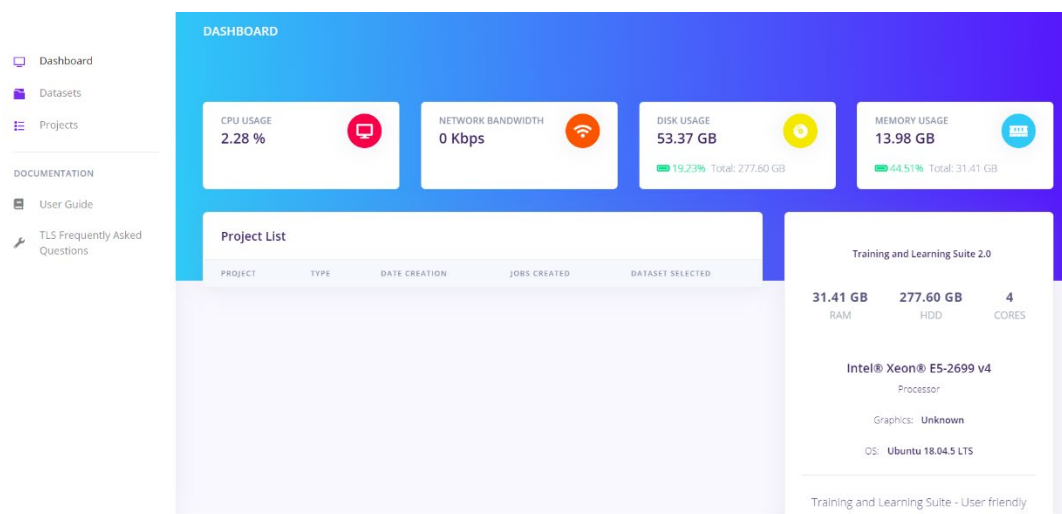 Dashboard
Datasets
Projects
DOCUMENTATION
User Guide
TLS Frequently Asked
Questions
DASHBOARD
CPU USAGE
2.28 %
NETWORK BANDWIDTH
0 Kbps
DISK USAGE
53.37 GB
19.23% Total: 277.60 GB
MEMORY USAGE
13.98 GB
44.51% Total: 31.41 GB
Project List
PROJECT TYPE DATE CREATION JOBS CREATED DATASET SELECTED
Training and Learning Suite 2.0
31.41 GB 277.60 GB 4
RAM HDD CORES
Intel® Xeon® E5-2699 v4
Processor
Graphics: Unknown
OS: Ubuntu 18.04.5 LTS
Training and Learning Suite - User friendly